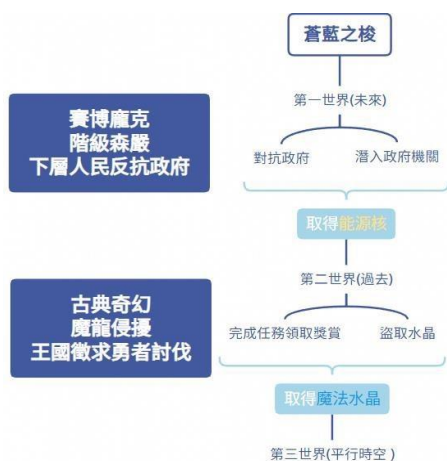 蒼藍之梭
第一世界(未來)
賽博龐克
階級森嚴
下層人民反抗政府
對抗政府
潛入政府機關
取得能源核
第二世界(過去)
古典奇幻
魔龍侵擾
王國徵求勇者討伐
完成任務領取獎賞
盜取水晶
取得魔法水晶
第三世界(平行時空)